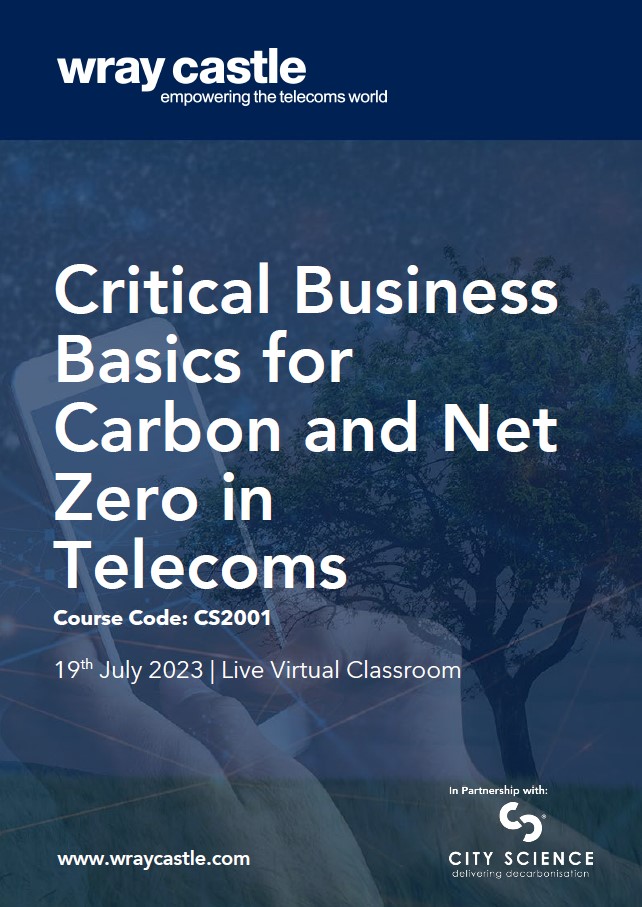 wray castle
empowering the telecoms world
Critical Business
Basics for
Carbon and Net
Zero in
Telecoms
Course Code: CS2001
19th July 2023 | Live Virtual Classroom
In Partnership with:
®
CITY SCIENCE
delivering decarbonisation
www.wraycastle.com